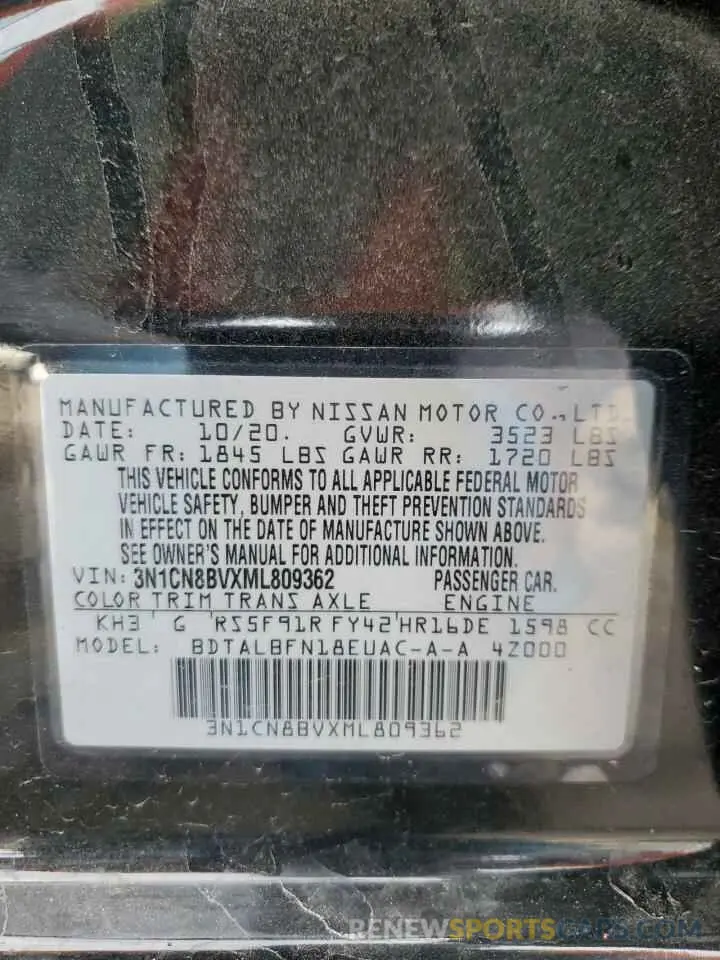 MANUFACTURED BY NISSAN MOTOR CO., LTD.
DATE: 10/20. GVWR: 3523 LBS
GAWR FR: 1845 LBS GAWR RR: 1720 LBS
THIS VEHICLE CONFORMS TO ALL APPLICABLE FEDERAL MOTOR
VEHICLE SAFETY, BUMPER AND THEFT PREVENTION STANDARDS
IN EFFECT ON THE DATE OF MANUFACTURE SHOWN ABOVE.
SEE OWNER'S MANUAL FOR ADDITIONAL INFORMATION.
VIN: 3N1CN8BVXML809362 PASSENGER CAR.
COLOR TRIM TRANS AXLE ENGINE
KH3 G RS5F91R FY42 HR16DE 1598 CC
MODEL: BDTALBFN18EUAC-A-A 4Z000
3N1CN8BVXML809362
RENEWSPORTSCARS.COM